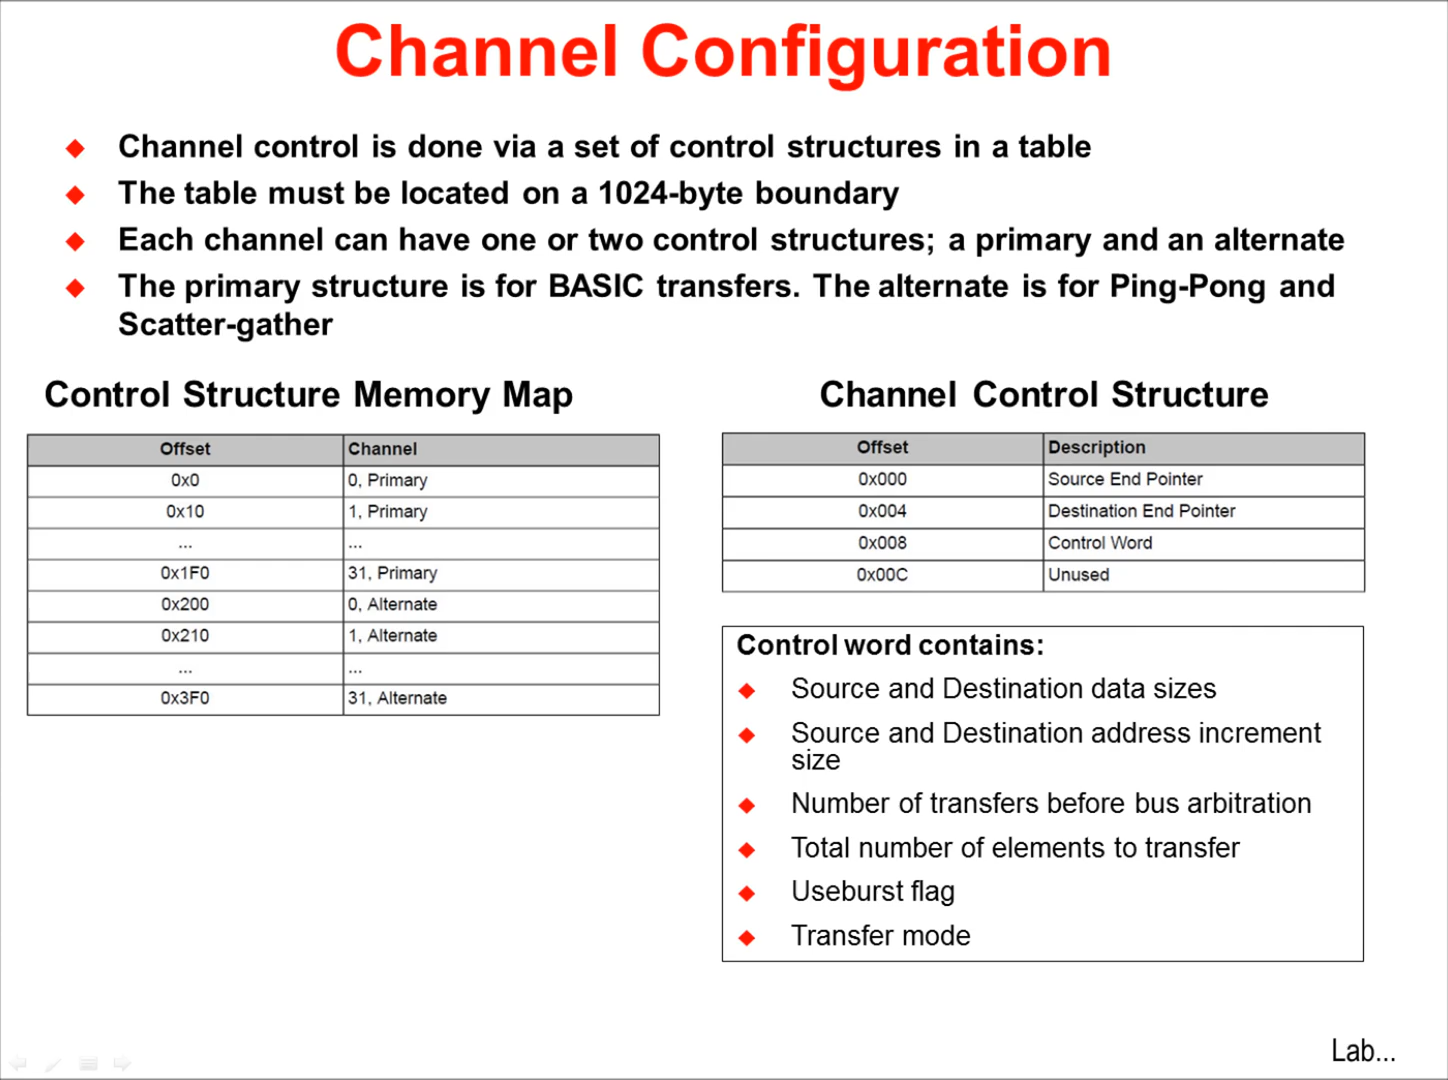 Channel Configuration
Channel control is done via a set of control structures in a table
The table must be located on a 1024-byte boundary
Each channel can have one or two control structures; a primary and an alternate
The primary structure is for BASIC transfers. The alternate is for Ping-Pong and
Scatter-gather
Control Structure Memory Map
Offset Channel
0x0 0, Primary
0x10 1, Primary
... ...
0x1F0 31, Primary
0x200 0, Alternate
0x210 1, Alternate
... ...
0x3F0 31, Alternate
Channel Control Structure
Offset Description
0x000 Source End Pointer
0x004 Destination End Pointer
0x008 Control Word
0x00C Unused
Control word contains:
Source and Destination data sizes
Source and Destination address increment
size
Number of transfers before bus arbitration
Total number of elements to transfer
Useburst flag
Transfer mode
Lab...